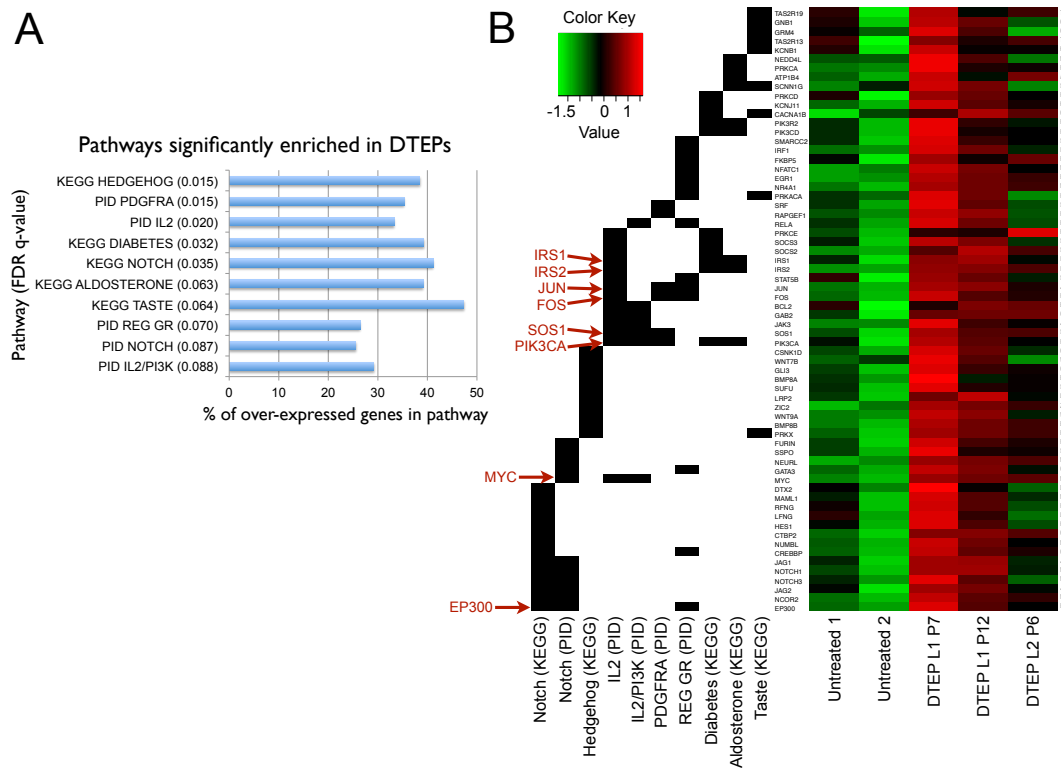 A
Pathways significantly enriched in DTEPs
Pathway (FDR q-value)
KEGG HEDGEHOG (0.015)
PID PDGFRA (0.015)
PID IL2 (0.020)
KEGG DIABETES (0.032)
KEGG NOTCH (0.035)
KEGG ALDOSTERONE (0.063)
KEGG TASTE (0.064)
PID REG GR (0.070)
PID NOTCH (0.087)
PID IL2/PI3K (0.088)
0 10 20 30 40 50
% of over-expressed genes in pathway
B
Color Key
-1.5 0 1
Value
IRS1
IRS2
JUN
FOS
SOS1
PIK3CA
MYC
EP300
TAS2R19
GNB1
GRM4
TAS2R13
KCNB1
NEDD4L
PRKCA
ATP1B4
SCNN1G
PRKCD
KCNJ11
CACNA1B
PIK3R2
PIK3CD
SMARCC2
IRF1
FKBP5
NFATC1
EGR1
NR4A1
PRKACA
SRF
RAPGEF1
RELA
PRKCE
SOCS3
SOCS2
IRS1
IRS2
STAT5B
JUN
FOS
BCL2
GAB2
JAK3
SOS1
PIK3CA
CSNK1D
WNT7B
GLI3
BMP8A
SUFU
LRP2
ZIC2
WNT9A
BMP8B
PRKX
FURIN
SSPO
NEURL
GATA3
MYC
DTX2
MAML1
RFNG
LFNG
HES1
CTBP2
NUMBL
CREBBP
JAG1
NOTCH1
NOTCH3
JAG2
NCOR2
EP300
Notch (KEGG)
Notch (PID)
Hedgehog (KEGG)
IL2 (PID)
IL2/PI3K (PID)
PDGFRA (PID)
REG GR (PID)
Diabetes (KEGG)
Aldosterone (KEGG)
Taste (KEGG)
Untreated 1
Untreated 2
DTEP L1 P7
DTEP L1 P12
DTEP L2 P6